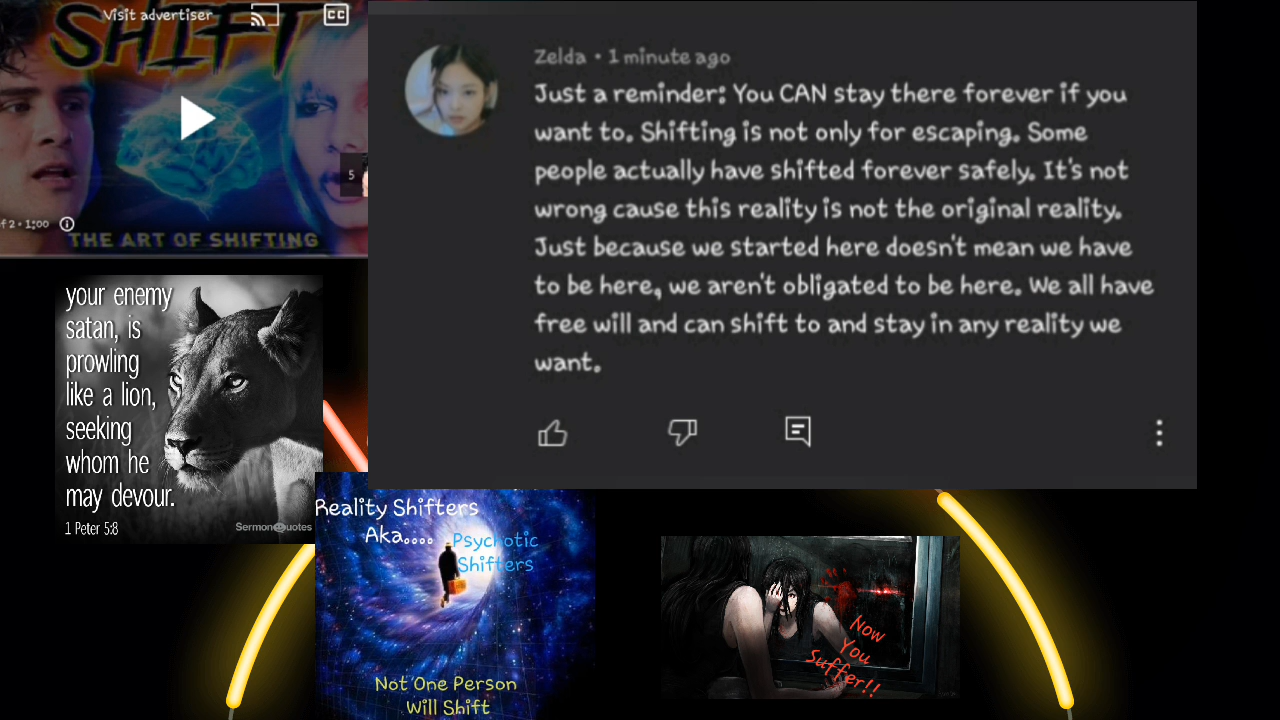 Visit advertiser
CC
SHIFT
5
f 2 • 1:00
THE ART OF SHIFTING
Zelda • 1 minute ago
Just a reminder: You CAN stay there forever if you
want to. Shifting is not only for escaping. Some
people actually have shifted forever safely. It's not
wrong cause this reality is not the original reality.
Just because we started here doesn't mean we have
to be here, we aren't obligated to be here. We all have
free will and can shift to and stay in any reality we
want.
your enemy
satan, is
prowling
like a lion,
seeking
whom he
may devour.
1 Peter 5:8
SermonQuotes
Reality Shifters
Aka....
Psychotic
Shifters
Not One Person
Will Shift
Now
You
Suffer!!